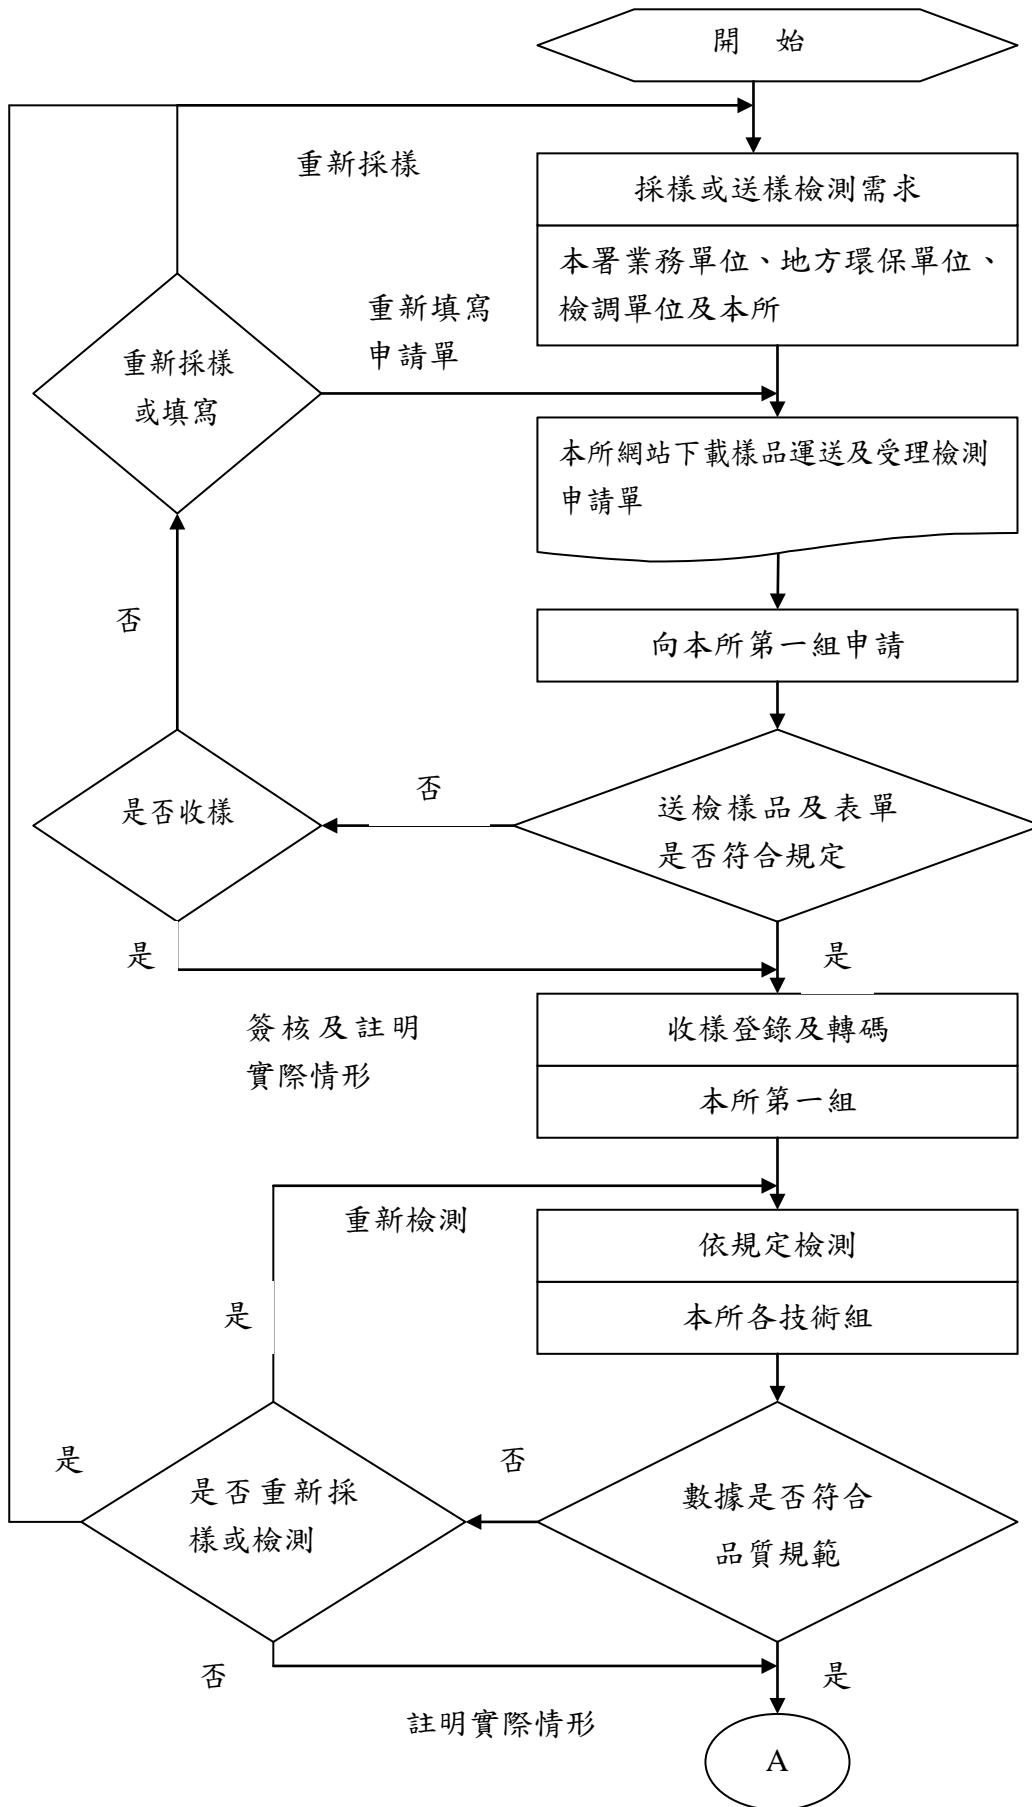 開 始
重新採樣
採樣或送樣檢測需求
本署業務單位、地方環保單位、
檢調單位及本所
重新填寫
申請單
重新採樣
或填寫
本所網站下載樣品運送及受理檢測
申請單
否
向本所第一組申請
否
是否收樣
送檢樣品及表單
是否符合規定
是
是
簽核及註明
實際情形
收樣登錄及轉碼
本所第一組
重新檢測
依規定檢測
是
本所各技術組
是
否
是否重新採
樣或檢測
數據是否符合
品質規範
否
是
註明實際情形
A